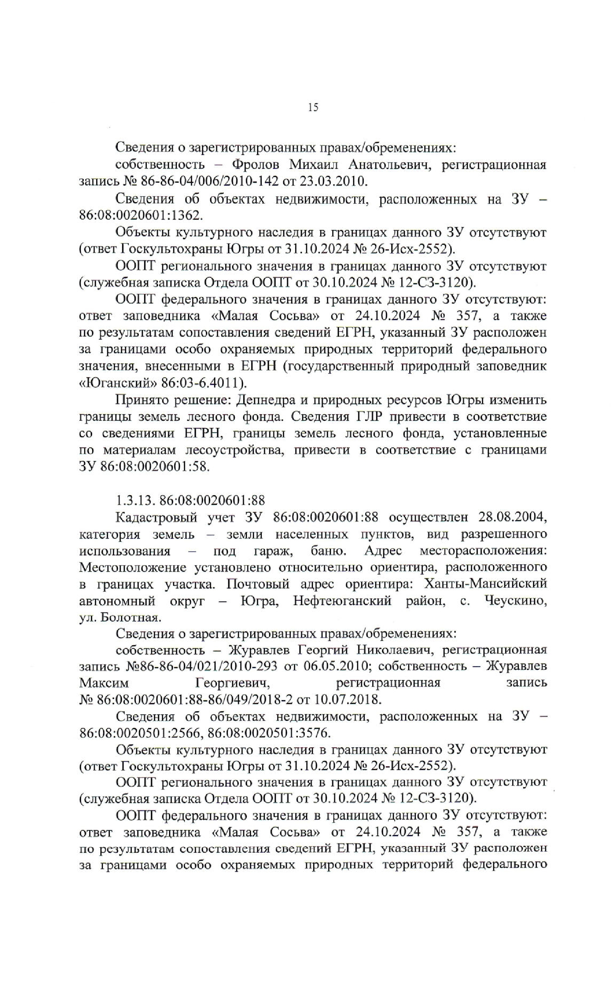 15
Сведения о зарегистрированных правах/обременениях:
собственность – Фролов Михаил Анатольевич, регистрационная
запись № 86-86-04/006/2010-142 от 23.03.2010.
Сведения об объектах недвижимости, расположенных на ЗУ –
86:08:0020601:1362.
Объекты культурного наследия в границах данного ЗУ отсутствуют
(ответ Госкультохраны Югры от 31.10.2024 № 26-Исх-2552).
ООПТ регионального значения в границах данного ЗУ отсутствуют
(служебная записка Отдела ООПТ от 30.10.2024 № 12-СЗ-3120).
ООПТ федерального значения в границах данного ЗУ отсутствуют:
ответ заповедника «Малая Сосьва» от 24.10.2024 № 357, а также
по результатам сопоставления сведений ЕГРН, указанный ЗУ расположен
за границами особо охраняемых природных территорий федерального
значения, внесенными в ЕГРН (государственный природный заповедник
«Юганский» 86:03-6.4011).
Принято решение: Депнедра и природных ресурсов Югры изменить
границы земель лесного фонда. Сведения ГЛР привести в соответствие
со сведениями ЕГРН, границы земель лесного фонда, установленные
по материалам лесоустройства, привести в соответствие с границами
ЗУ 86:08:0020601:58.
1.3.13. 86:08:0020601:88
Кадастровый учет ЗУ 86:08:0020601:88 осуществлен 28.08.2004,
категория земель – земли населенных пунктов, вид разрешенного
использования – под гараж, баню. Адрес месторасположения:
Местоположение установлено относительно ориентира, расположенного
в границах участка. Почтовый адрес ориентира: Ханты-Мансийский
автономный округ – Югра, Нефтеюганский район, с. Чеускино,
ул. Болотная.
Сведения о зарегистрированных правах/обременениях:
собственность – Журавлев Георгий Николаевич, регистрационная
запись №86-86-04/021/2010-293 от 06.05.2010; собственность – Журавлев
Максим Георгиевич, регистрационная запись
№ 86:08:0020601:88-86/049/2018-2 от 10.07.2018.
Сведения об объектах недвижимости, расположенных на ЗУ –
86:08:0020501:2566, 86:08:0020501:3576.
Объекты культурного наследия в границах данного ЗУ отсутствуют
(ответ Госкультохраны Югры от 31.10.2024 № 26-Исх-2552).
ООПТ регионального значения в границах данного ЗУ отсутствуют
(служебная записка Отдела ООПТ от 30.10.2024 № 12-СЗ-3120).
ООПТ федерального значения в границах данного ЗУ отсутствуют:
ответ заповедника «Малая Сосьва» от 24.10.2024 № 357, а также
по результатам сопоставления сведений ЕГРН, указанный ЗУ расположен
за границами особо охраняемых природных территорий федерального